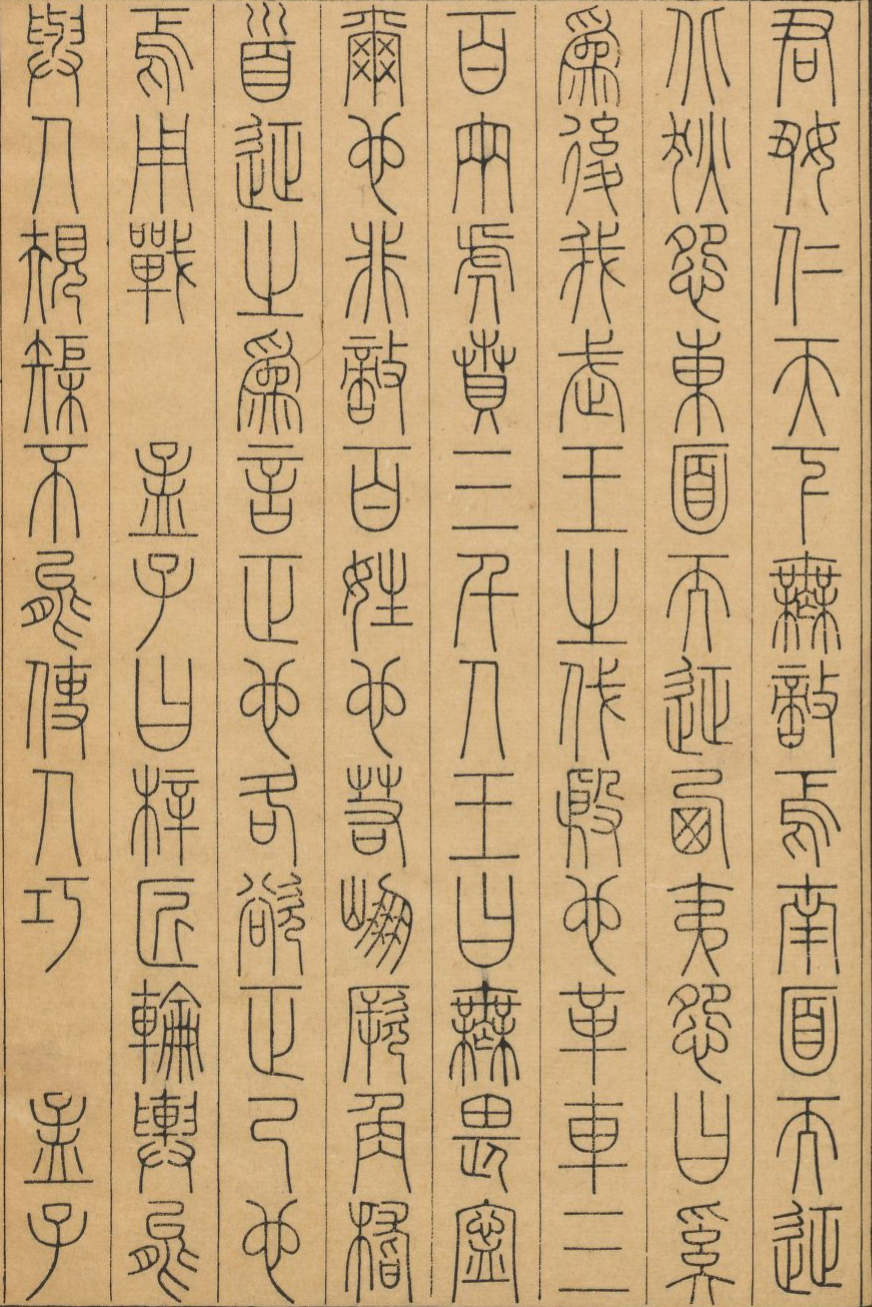 君好仁天下無敵焉南面而征
北狄怨東面而征西夷怨曰奚
爲後我武王之伐殷也革車三
百兩虎賁三千人王曰無畏寧
爾也非敵百姓也若崩厥角稽
首征之爲言正也各欲正己也
焉用戰　孟子曰梓匠輪輿能
與人規矩不能使人巧　孟子